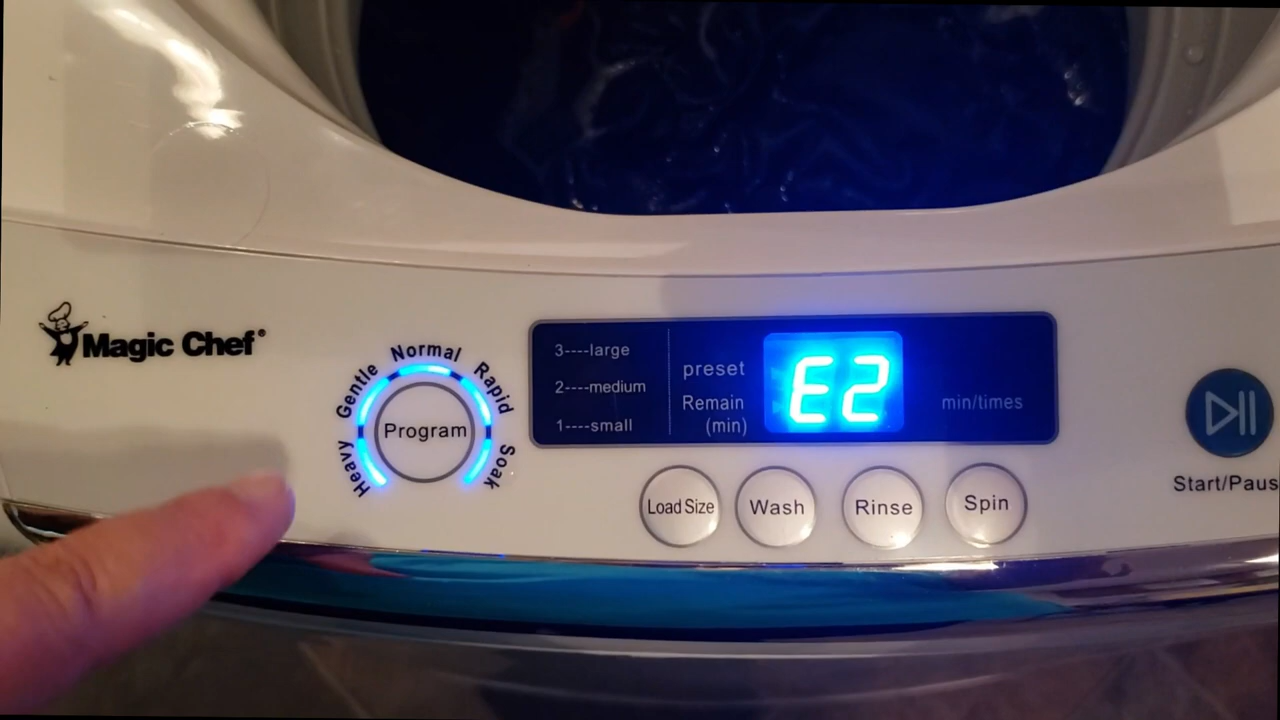 Magic Chef®
Heavy Gentle Normal Rapid Soak
Program
3----large
2----medium
1----small
preset
Remain
(min)
E2
min/times
Load Size
Wash
Rinse
Spin
Start/Paus